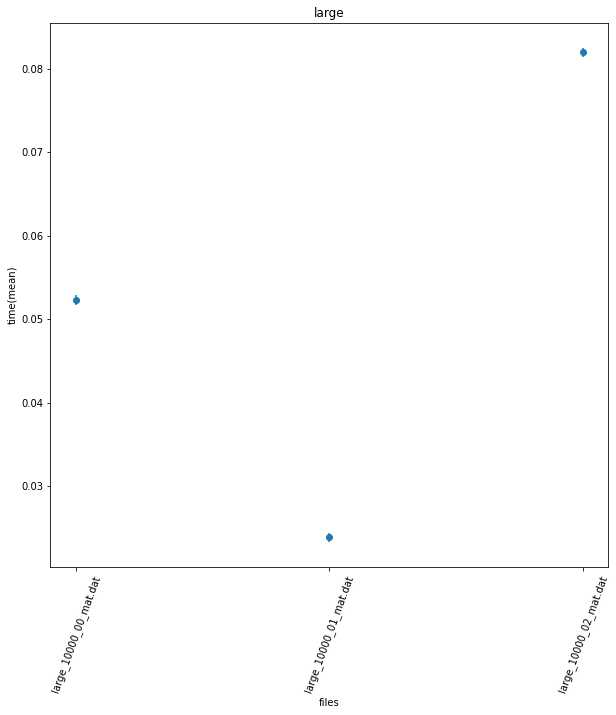 large
0.08
0.07
0.06
0.05
0.04
0.03
time(mean)
large_10000_00_mat.dat
large_10000_01_mat.dat
large_10000_02_mat.dat
files